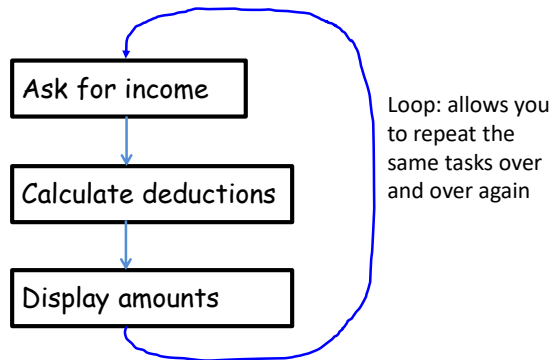 Ask for income
Calculate deductions
Display amounts
Loop: allows you
to repeat the
same tasks over
and over again